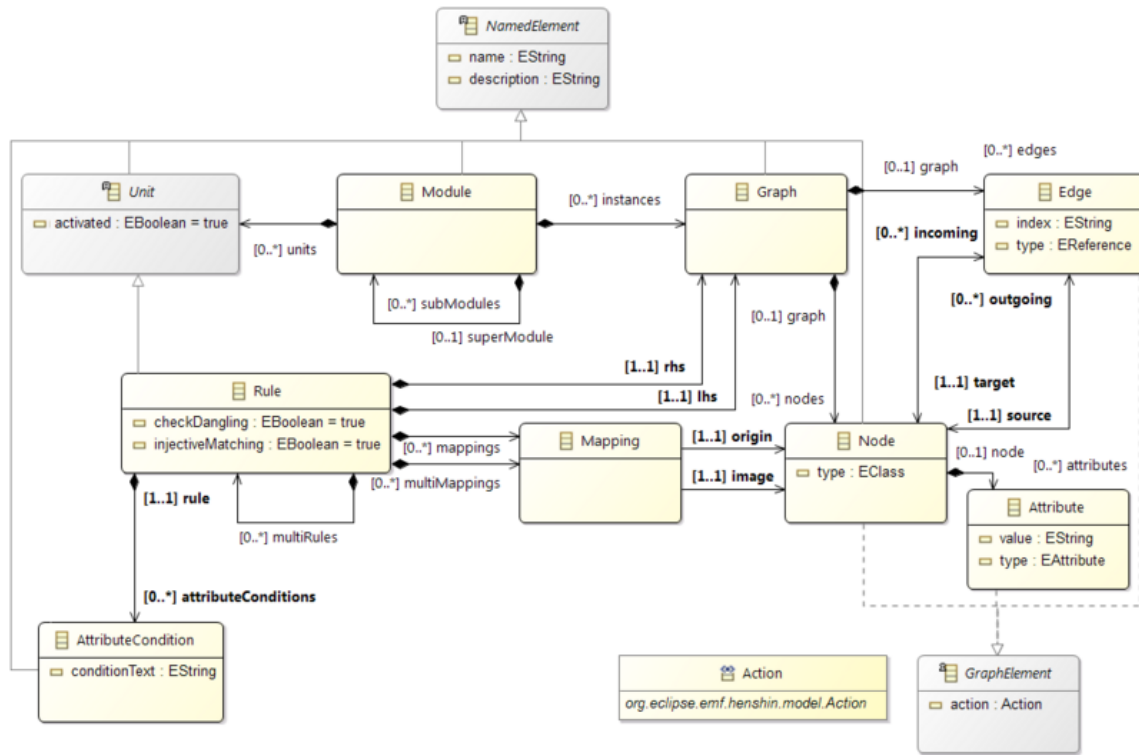 NamedElement
name : EString
description : EString
[0..1] graph
[0..*] edges
Unit
activated : EBoolean = true
Module
[0..*] instances
Graph
Edge
index : EString
type : EReference
[0..*] units
[0..*] incoming
[0..*] subModules
[0..1] superModule
[0..*] outgoing
[0..1] graph
[1..1] rhs
[1..1] lhs
[1..1] target
[0..*] nodes
[1..1] source
Rule
checkDangling : EBoolean = true
injectiveMatching : EBoolean = true
[0..*] mappings
[0..*] multiMappings
Mapping
[1..1] origin
[1..1] image
Node
type : EClass
[0..1] node
[0..*] attributes
[1..1] rule
[0..*] multiRules
Attribute
value : EString
type : EAttribute
[0..*] attributeConditions
AttributeCondition
conditionText : EString
Action
org.eclipse.emf.henshin.model.Action
GraphElement
action : Action